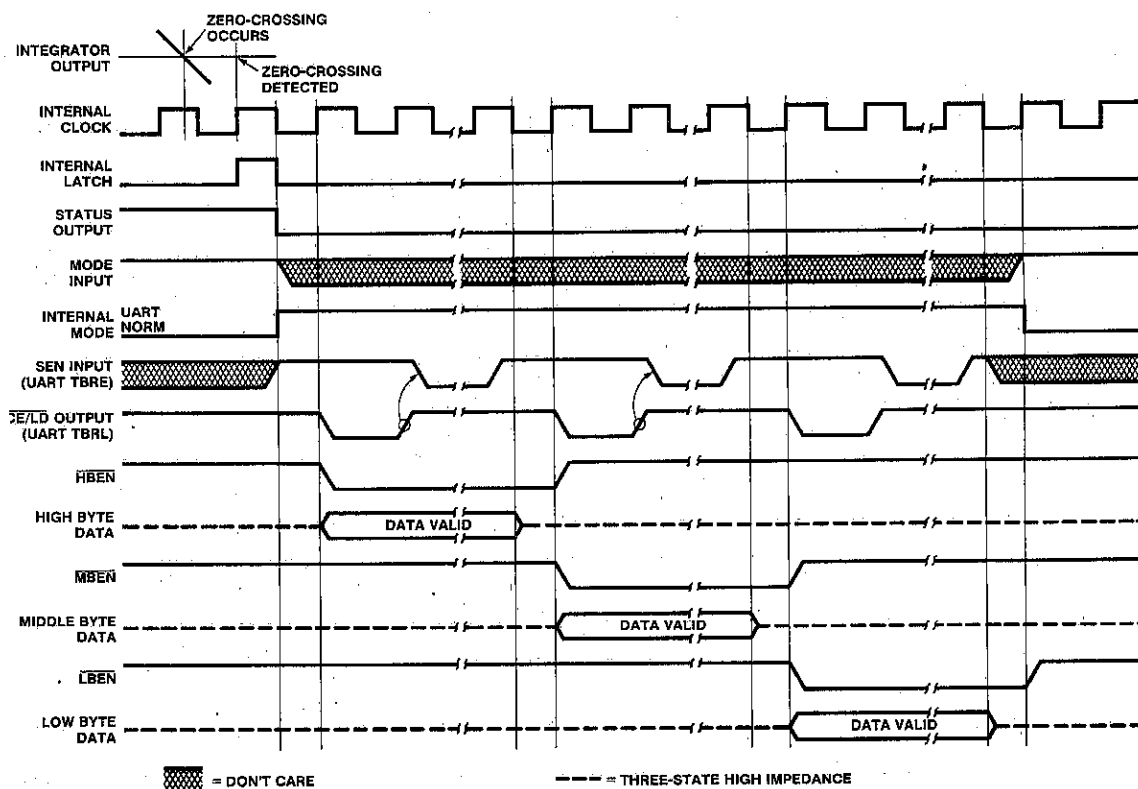 ZERO-CROSSING
OCCURS
INTEGRATOR
OUTPUT
ZERO-CROSSING
DETECTED
INTERNAL
CLOCK
INTERNAL
LATCH
STATUS
OUTPUT
MODE
INPUT
INTERNAL
MODE
UART
NORM
SEN INPUT
(UART TBRE)
CE/LD OUTPUT
(UART TBRL)
HBEN
HIGH BYTE
DATA
DATA VALID
MBEN
MIDDLE BYTE
DATA
DATA VALID
LBEN
LOW BYTE
DATA
DATA VALID
= DON'T CARE
= THREE-STATE HIGH IMPEDANCE